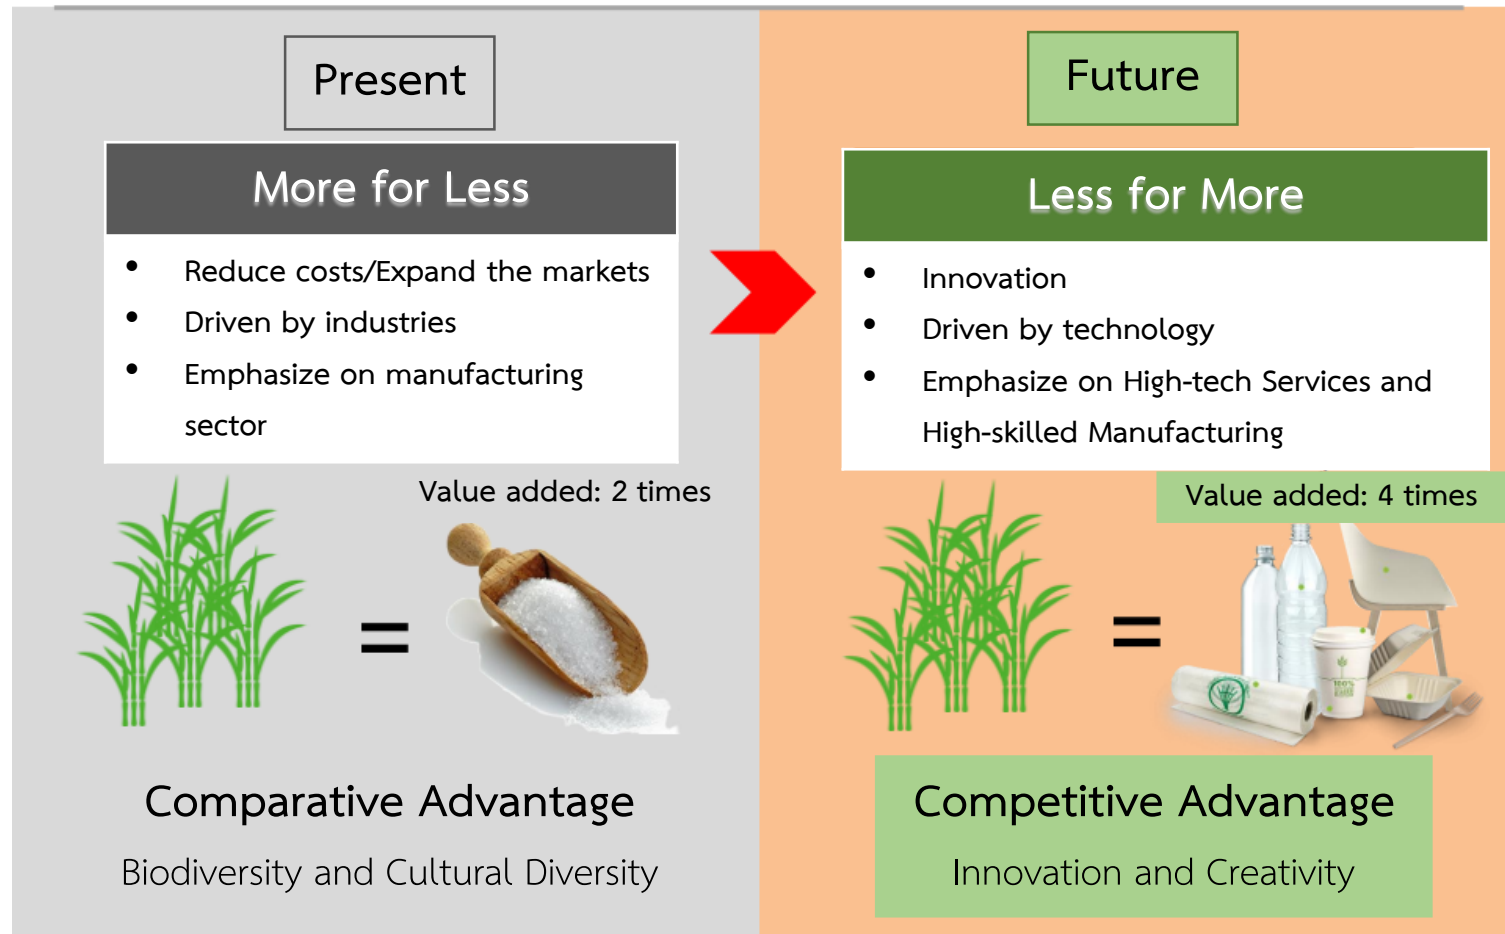 Present
More for Less
• Reduce costs/Expand the markets
• Driven by industries
• Emphasize on manufacturing
sector
Value added: 2 times
Comparative Advantage
Biodiversity and Cultural Diversity
Future
Less for More
• Innovation
• Driven by technology
• Emphasize on High-tech Services and
High-skilled Manufacturing
Value added: 4 times
100%
Competitive Advantage
Innovation and Creativity